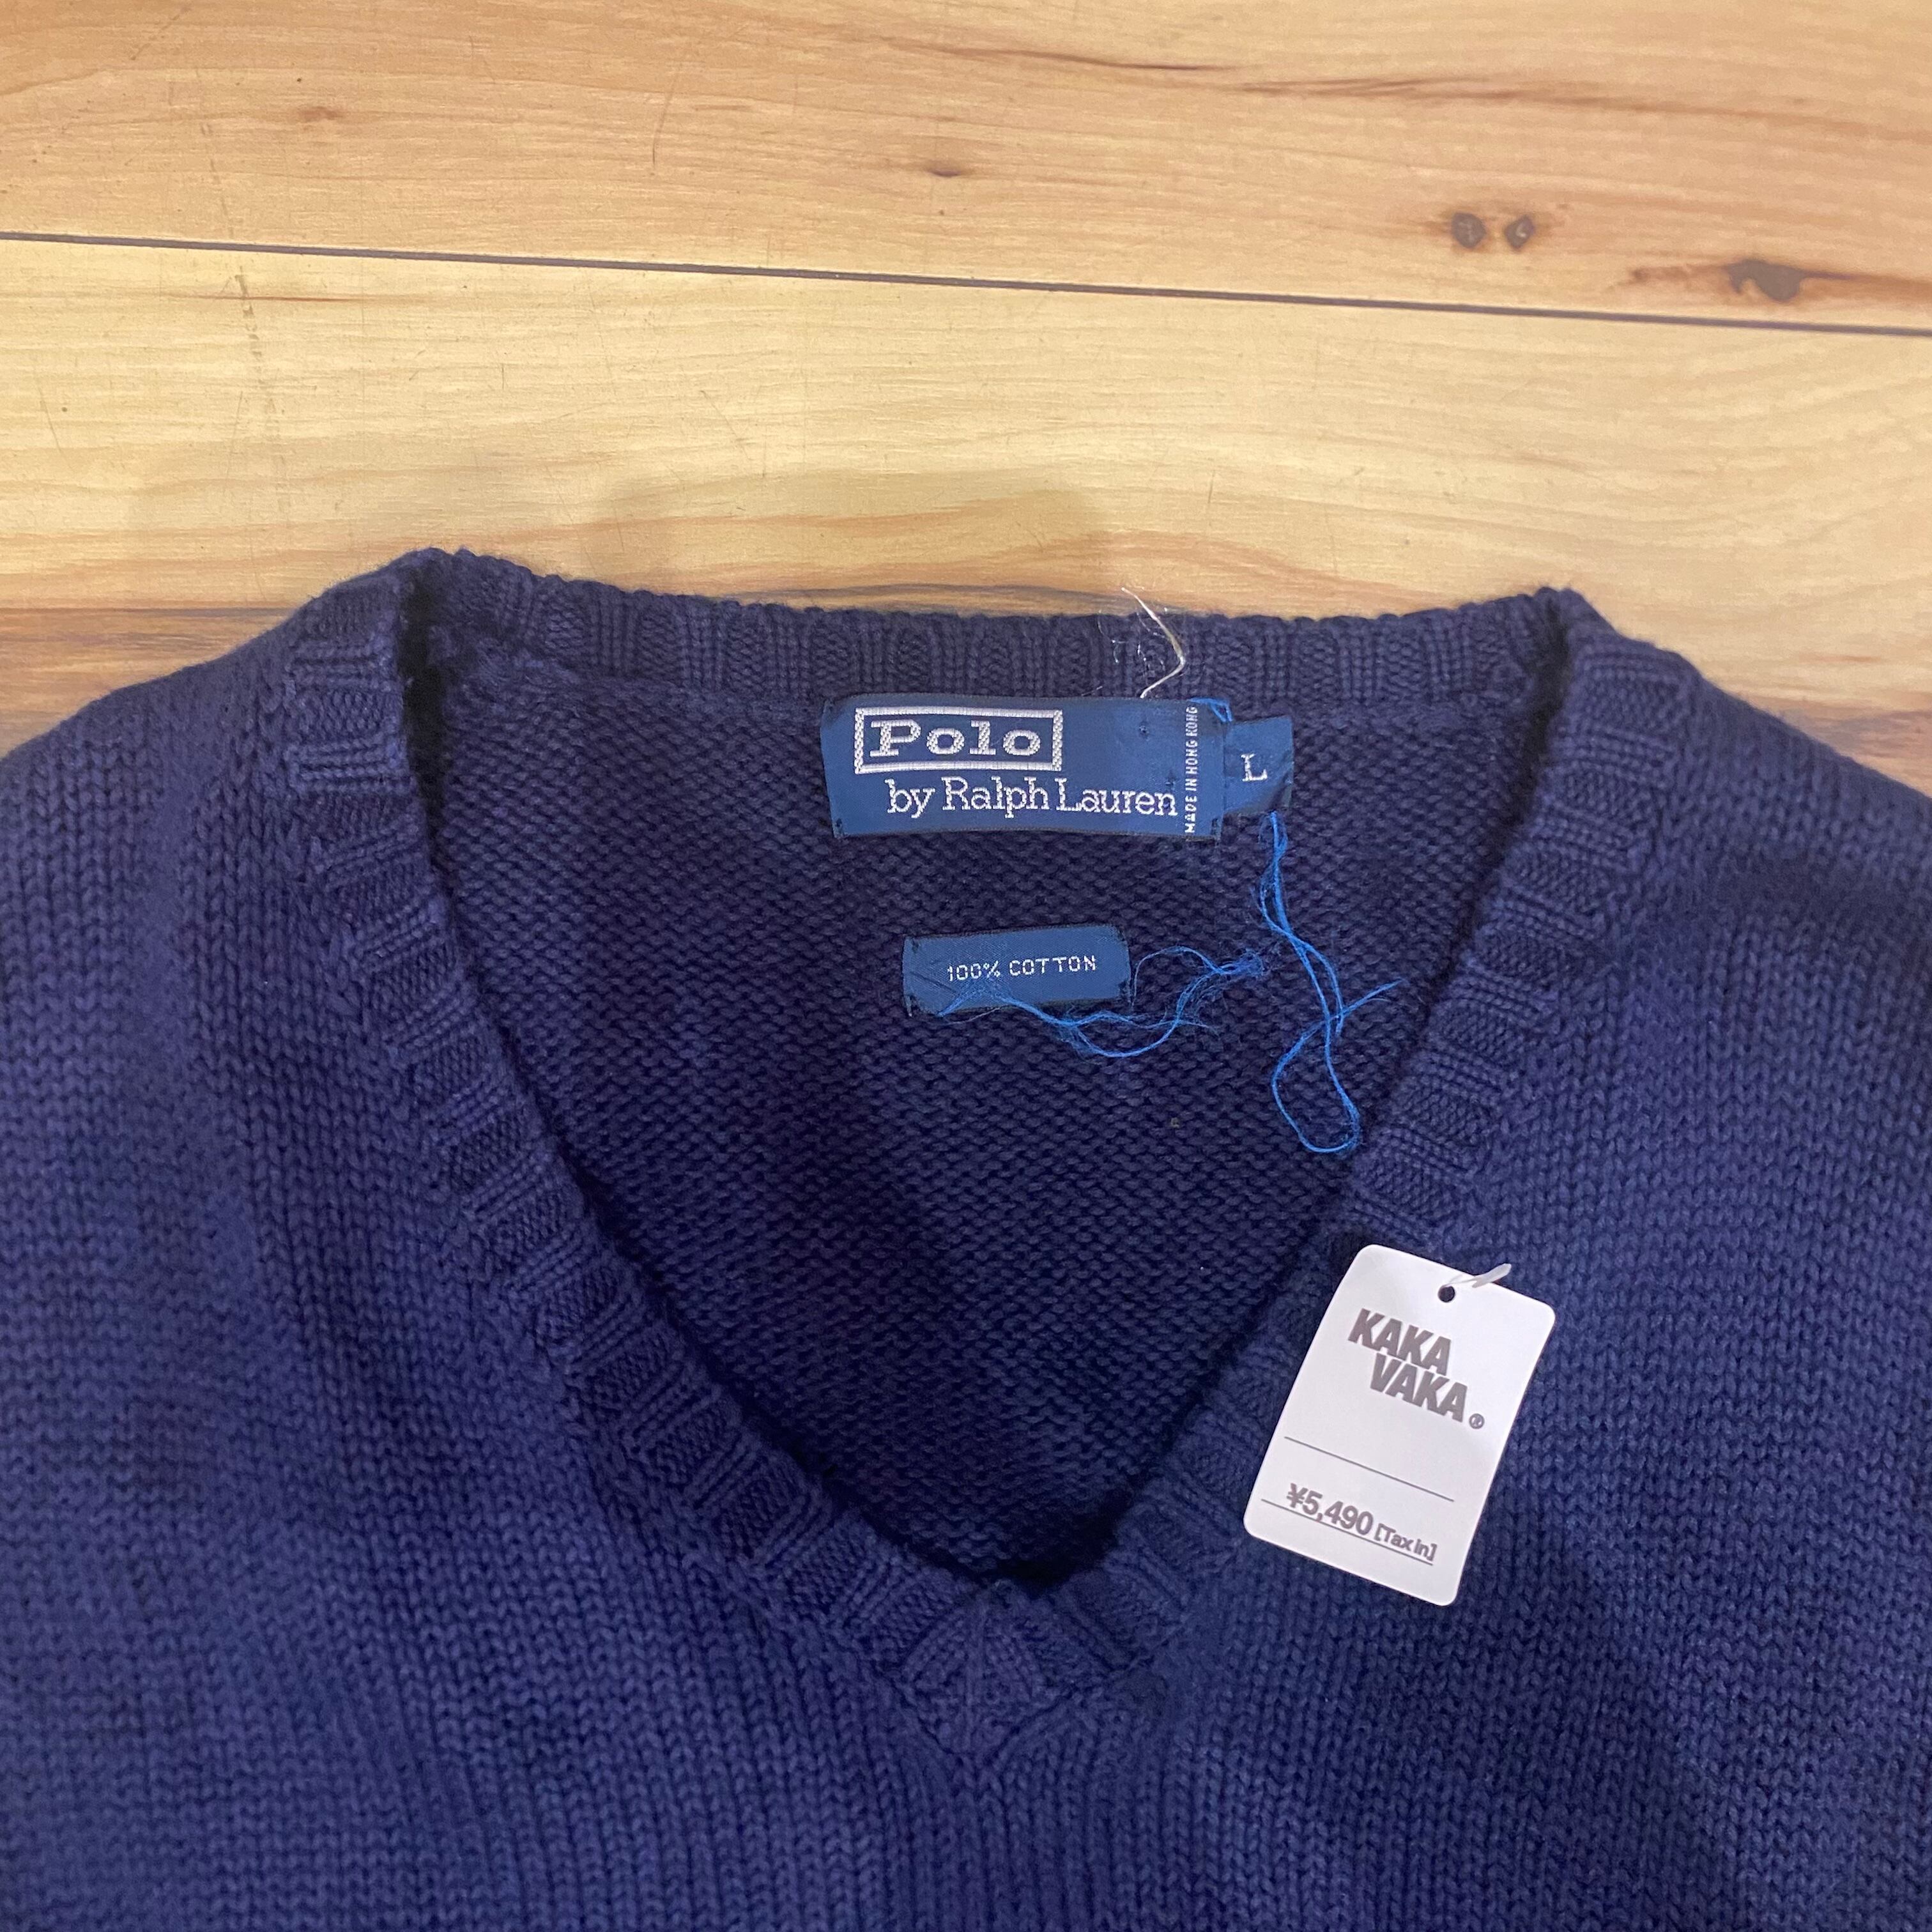 Polo
by Ralph Lauren
MADE IN HONG KONG
L
100% COTTON
KAKA
VAKA®
¥5,490 [Tax in]